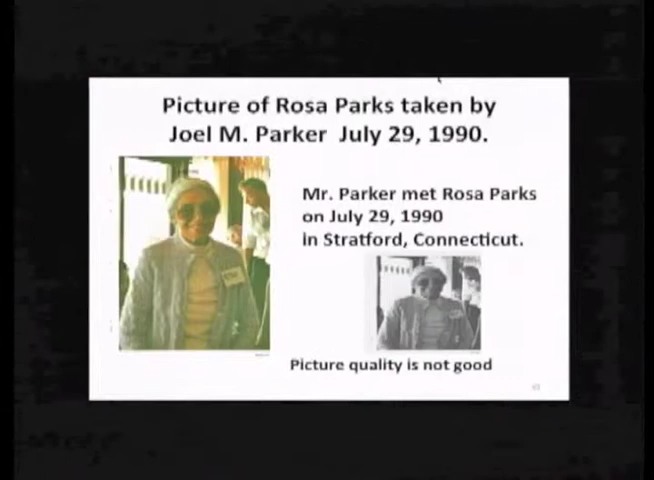 Picture of Rosa Parks taken by
Joel M. Parker July 29, 1990.
Mr. Parker met Rosa Parks
on July 29, 1990
in Stratford, Connecticut.
Picture quality is not good